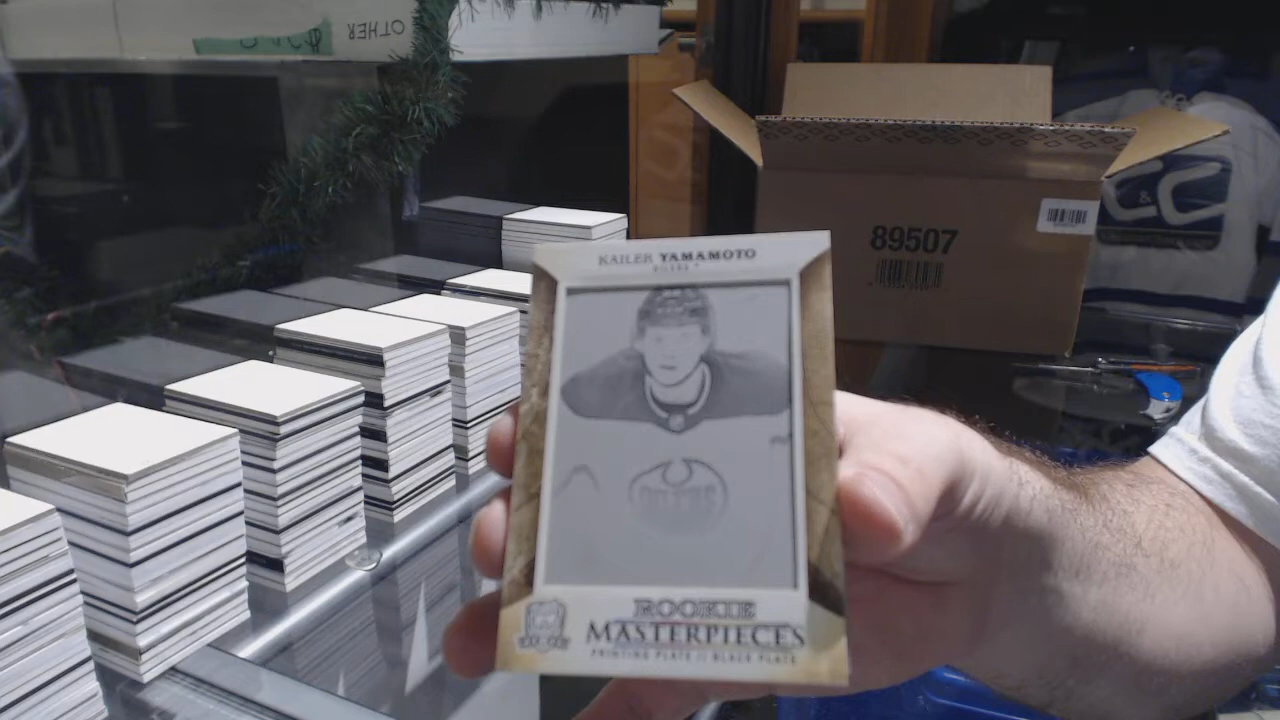 OTHER
89507
C&C
KAILER YAMAMOTO
OILERS
ROOKIE
MASTERPIECES
PRINTING PLATE // BLACK PLATE